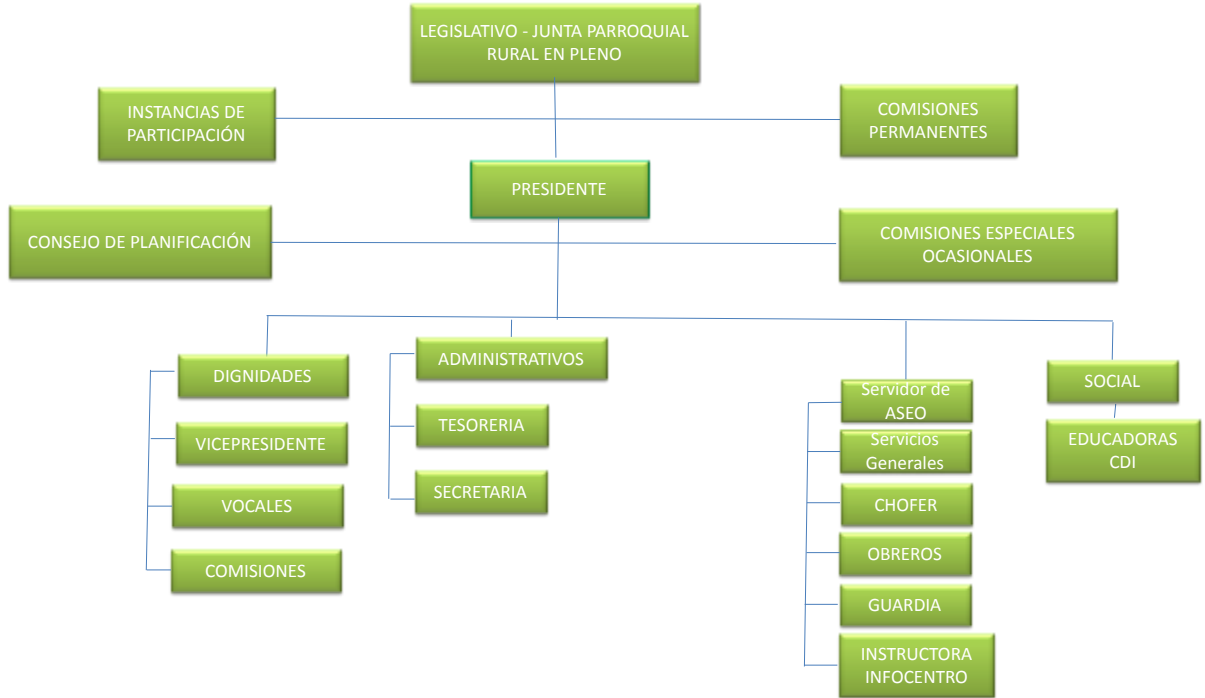 LEGISLATIVO - JUNTA PARROQUIAL
RURAL EN PLENO
INSTANCIAS DE
PARTICIPACIÓN
COMISIONES
PERMANENTES
PRESIDENTE
CONSEJO DE PLANIFICACIÓN
COMISIONES ESPECIALES
OCASIONALES
DIGNIDADES
VICEPRESIDENTE
VOCALES
COMISIONES
ADMINISTRATIVOS
TESORERIA
SECRETARIA
Servidor de
ASEO
Servicios
Generales
CHOFER
OBREROS
GUARDIA
INSTRUCTORA
INFOCENTRO
SOCIAL
EDUCADORAS
CDI